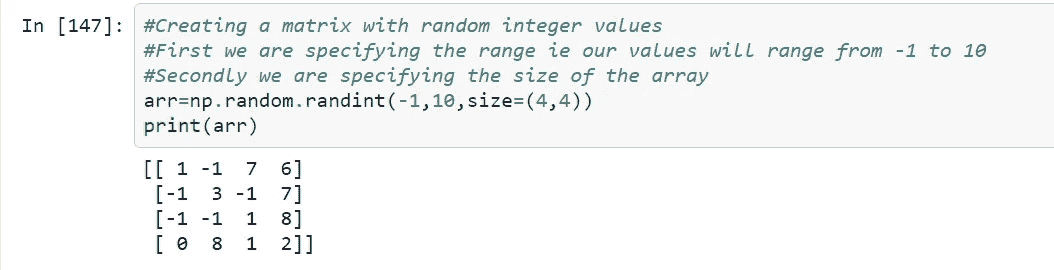 In [147]: #Creating a matrix with random integer values
#First we are specifying the range ie our values will range from -1 to 10
#Secondly we are specifying the size of the array
arr=np.random.randint(-1,10,size=(4,4))
print(arr)
[[ 1 -1  7  6]
 [-1  3 -1  7]
 [-1 -1  1  8]
 [ 0  8  1  2]]